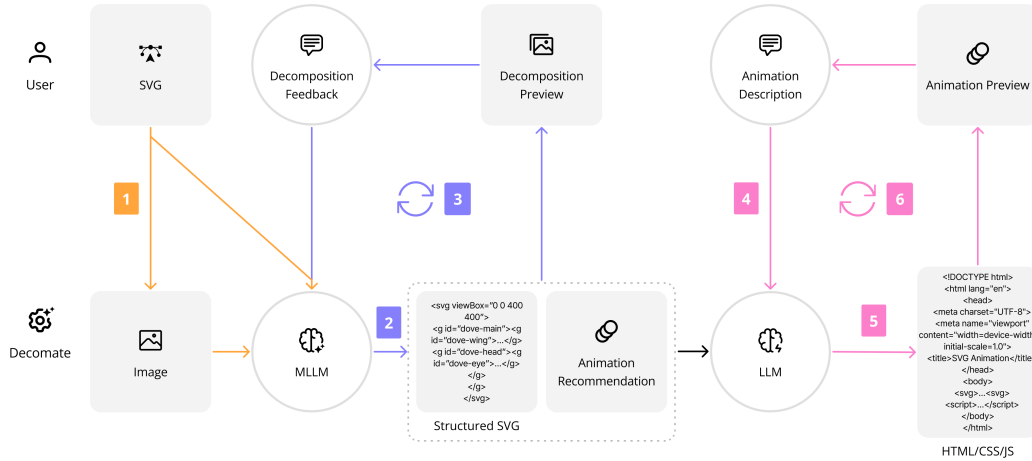 User
SVG
Decomposition
Feedback
Decomposition
Preview
Animation
Description
Animation Preview
1
3
4
6
Decomate
Image
MLLM
2
<svg viewBox="0 0 400
400">
<g id="dove-main"><g
id="dove-wing">...</g>
<g id="dove-head"><g
id="dove-eye">...</g>
</g>
</g>
</svg>
Structured SVG
Animation
Recommendation
LLM
5
<!DOCTYPE html>
<html lang="en">
<head>
<meta charset="UTF-8">
<meta name="viewport"
content="width=device-width
initial-scale=1.0">
<title>SVG Animation</title
</head>
<body>
<svg>...<svg>
<script>...</script>
</body>
</html>
HTML/CSS/JS